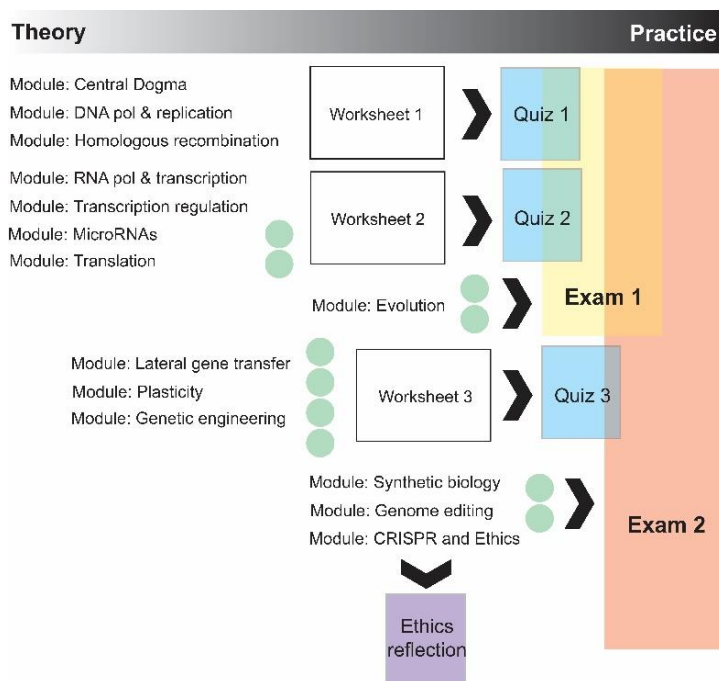 Theory
Practice
Module: Central Dogma
Module: DNA pol & replication
Module: Homologous recombination
Worksheet 1
Quiz 1
Module: RNA pol & transcription
Module: Transcription regulation
Module: MicroRNAs
Module: Translation
Worksheet 2
Quiz 2
Module: Evolution
Exam 1
Module: Lateral gene transfer
Module: Plasticity
Module: Genetic engineering
Worksheet 3
Quiz 3
Module: Synthetic biology
Module: Genome editing
Module: CRISPR and Ethics
Exam 2
Ethics
reflection